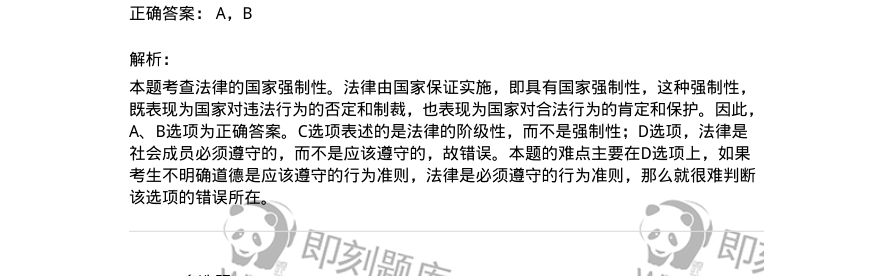 正确答案： A，B
解析：
本题考查法律的国家强制性。法律由国家保证实施，即具有国家强制性，这种强制性，
既表现为国家对违法行为的否定和制裁，也表现为国家对合法行为的肯定和保护。因此，
A、B选项为正确答案。C选项表述的是法律的阶级性，而不是强制性；D选项，法律是
社会成员必须遵守的，而不是应该遵守的，故错误。本题的难点主要在D选项上，如果
考生不明确道德是应该遵守的行为准则，法律是必须遵守的行为准则，那么就很难判断
该选项的错误所在。
即刻题库
即刻